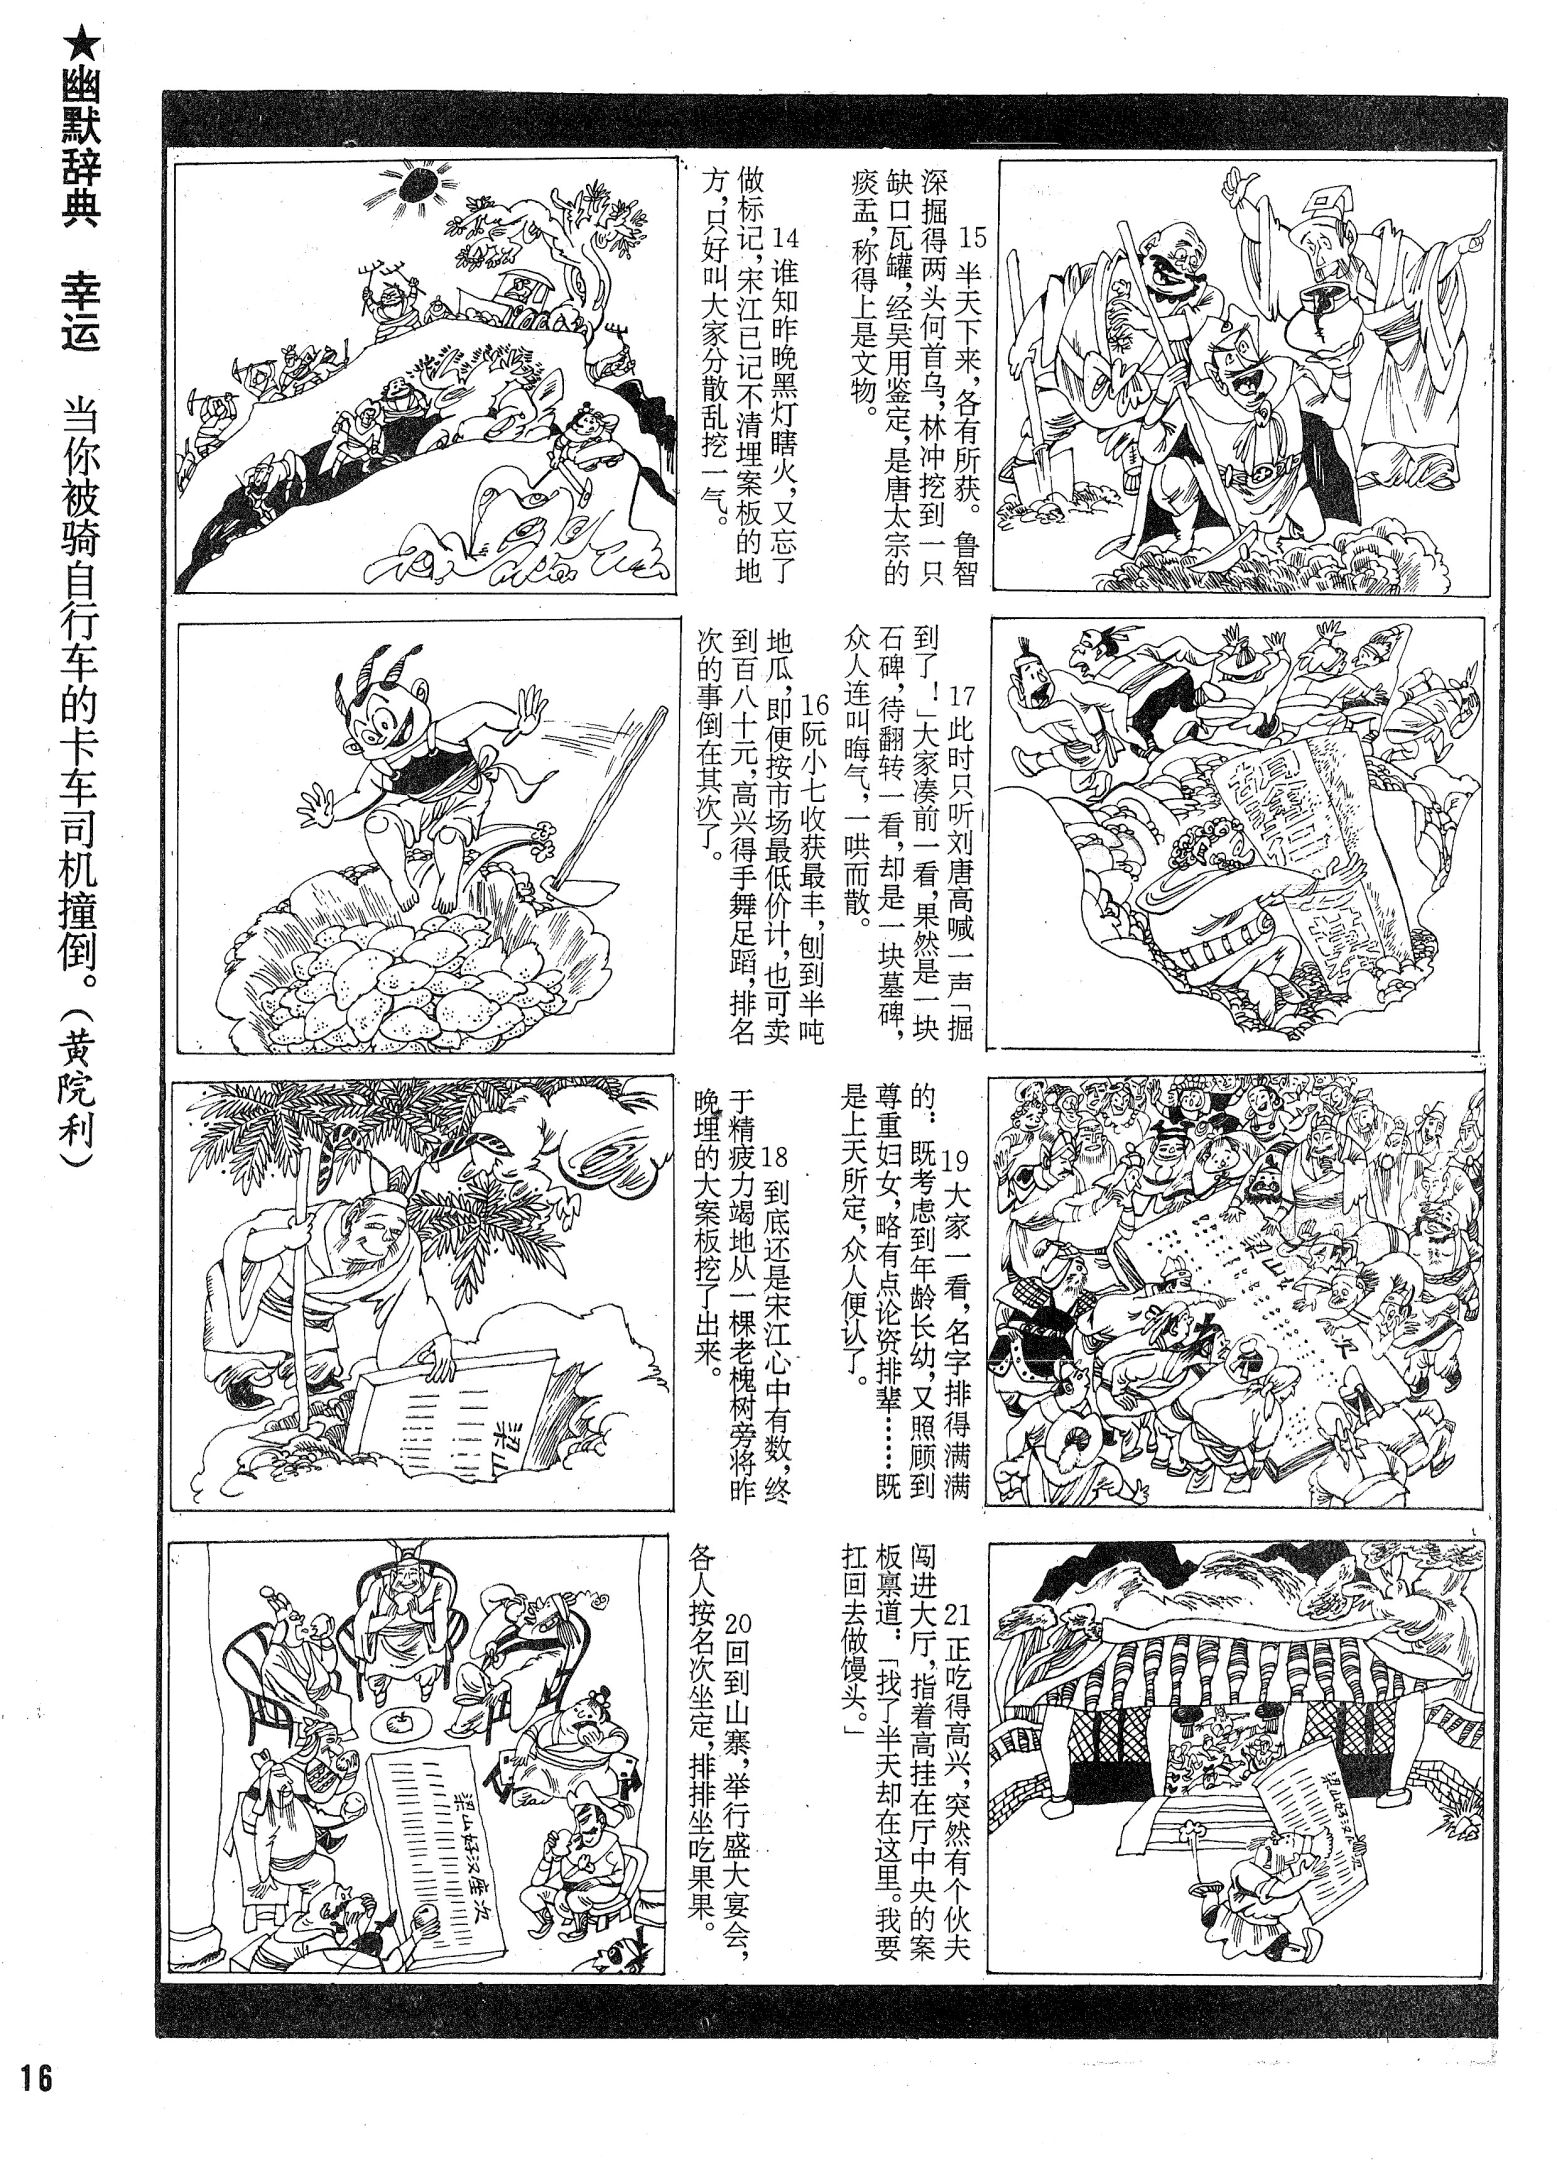 ★幽默辞典　幸运　当你被骑自行车的卡车司机撞倒。（黄院利）
14 谁知昨晚黑灯瞎火，又忘了
做标记，宋江已记不清埋案板的地
方，只好叫大家分散乱挖一气。
15 半天下来，各有所获。鲁智
深掘得两头何首乌，林冲挖到一只
缺口瓦罐，经吴用鉴定，是唐太宗的
痰盂，称得上是文物。
16 阮小七收获最丰，刨到半吨
地瓜，即便按市场最低价计，也可卖
到百八十元，高兴得手舞足蹈，排名
次的事倒在其次了。
17 此时只听刘唐高喊一声「掘
到了！」大家凑前一看，果然是一块
石碑，待翻转一看，却是一块墓碑，
众人连叫晦气，一哄而散。
18 到底还是宋江心中有数，终
于精疲力竭地从一棵老槐树旁将昨
晚埋的大案板挖了出来。
梁山
19 大家一看，名字排得满满
的：既考虑到年龄长幼，又照顾到
尊重妇女，略有点论资排辈……既
是上天所定，众人便认了。
梁山
次
20 回到山寨，举行盛大宴会，
各人按名次坐定，排排坐吃果果。
梁山好汉座次
21 正吃得高兴，突然有个伙夫
闯进大厅，指着高挂在厅中央的案
板禀道：「找了半天却在这里。我要
扛回去做馒头。」
梁山好汉座次
16